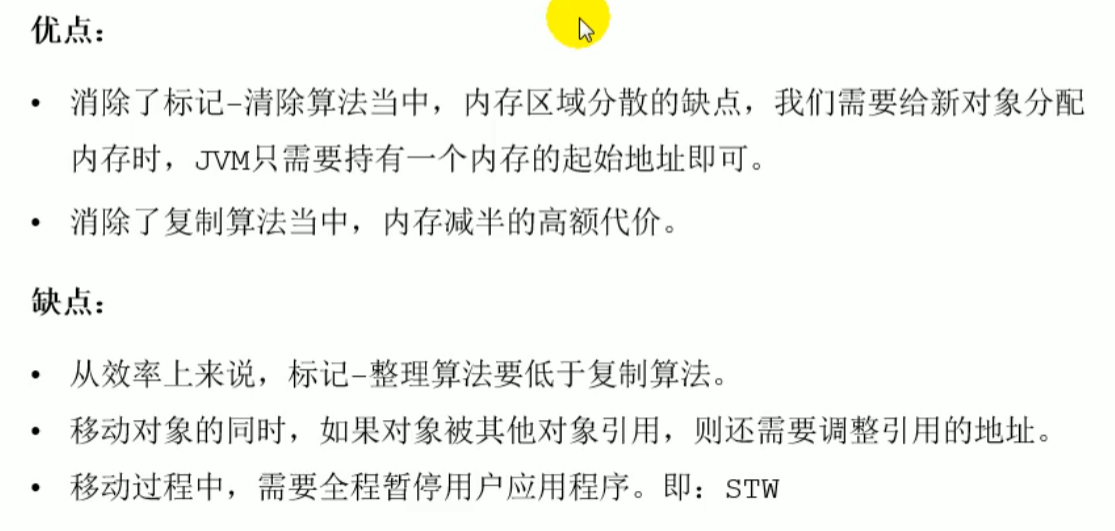 优点：
• 消除了标记-清除算法当中，内存区域分散的缺点，我们需要给新对象分配
内存时，JVM只需要持有一个内存的起始地址即可。
• 消除了复制算法当中，内存减半的高额代价。
缺点：
• 从效率上来说，标记-整理算法要低于复制算法。
• 移动对象的同时，如果对象被其他对象引用，则还需要调整引用的地址。
• 移动过程中，需要全程暂停用户应用程序。即：STW